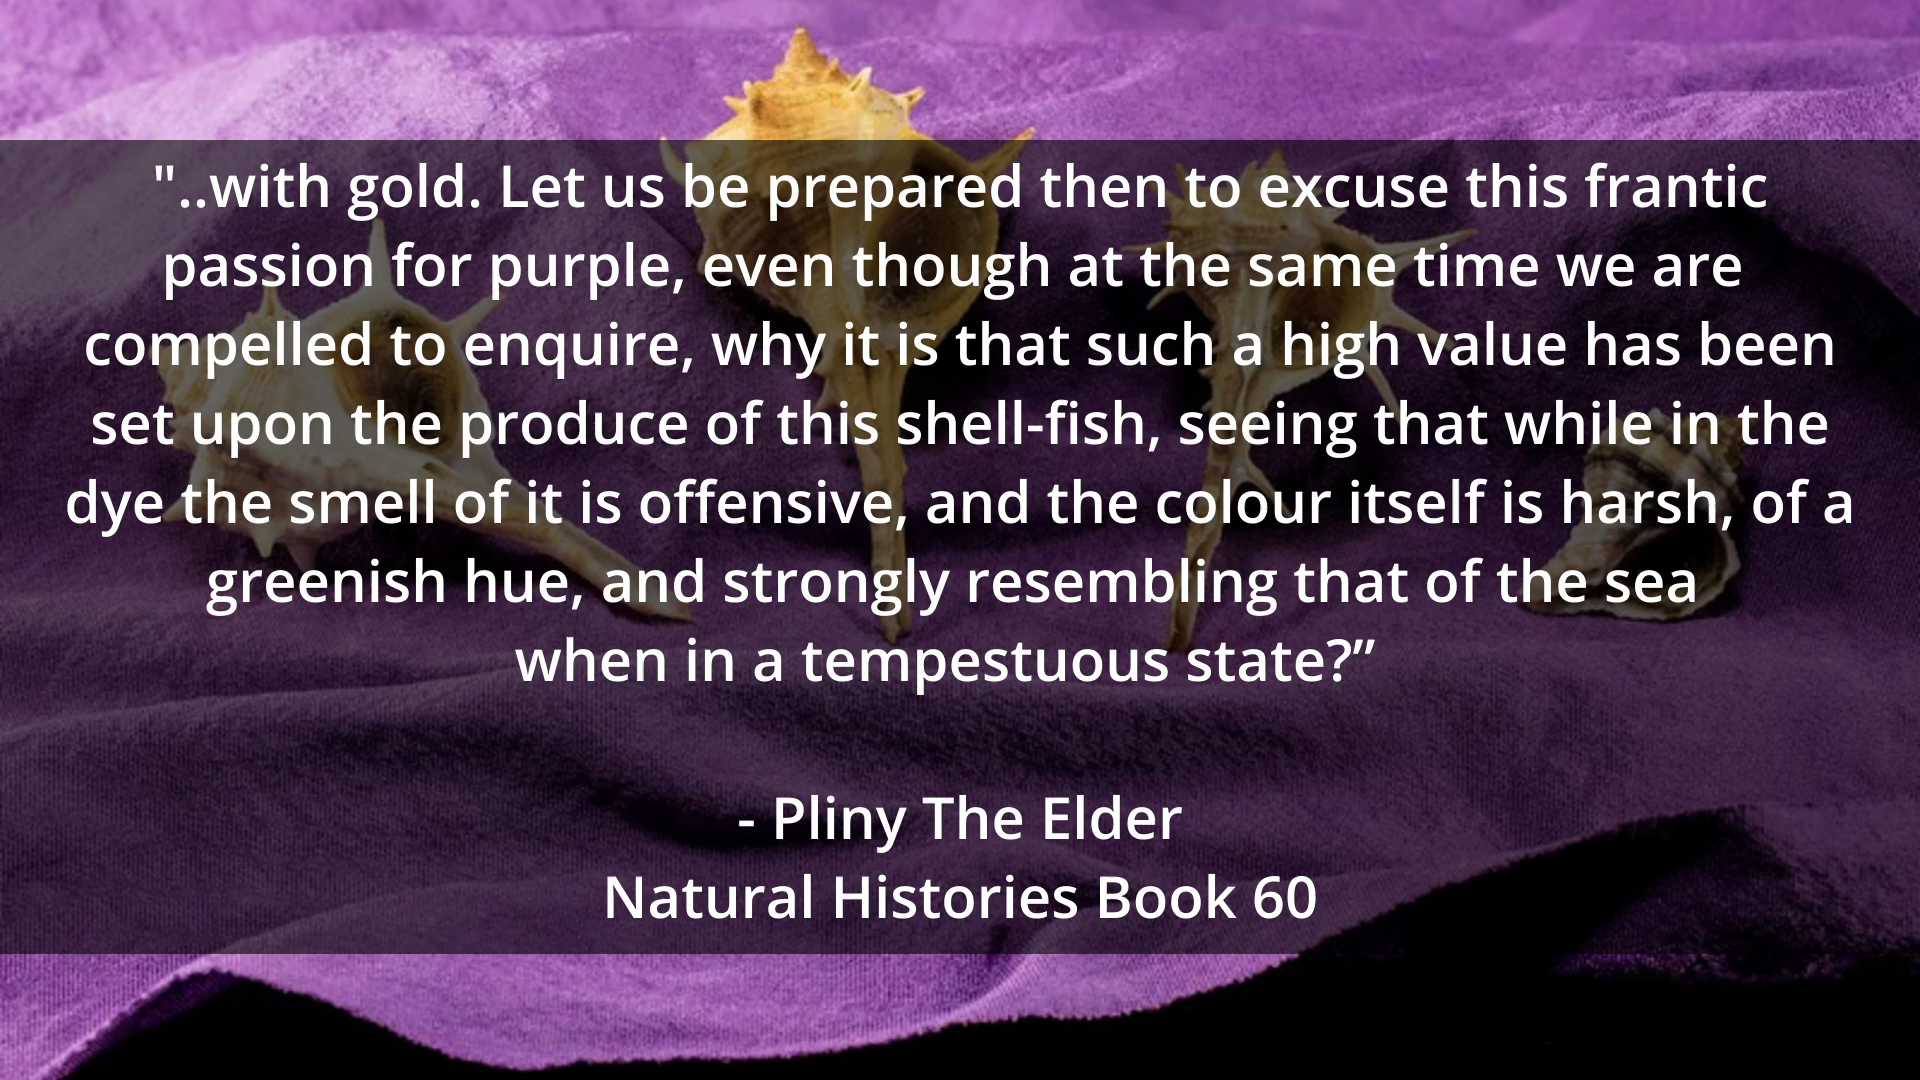 "..with gold. Let us be prepared then to excuse this frantic
passion for purple, even though at the same time we are
compelled to enquire, why it is that such a high value has been
set upon the produce of this shell-fish, seeing that while in the
dye the smell of it is offensive, and the colour itself is harsh, of a
greenish hue, and strongly resembling that of the sea
when in a tempestuous state?”
- Pliny The Elder
Natural Histories Book 60